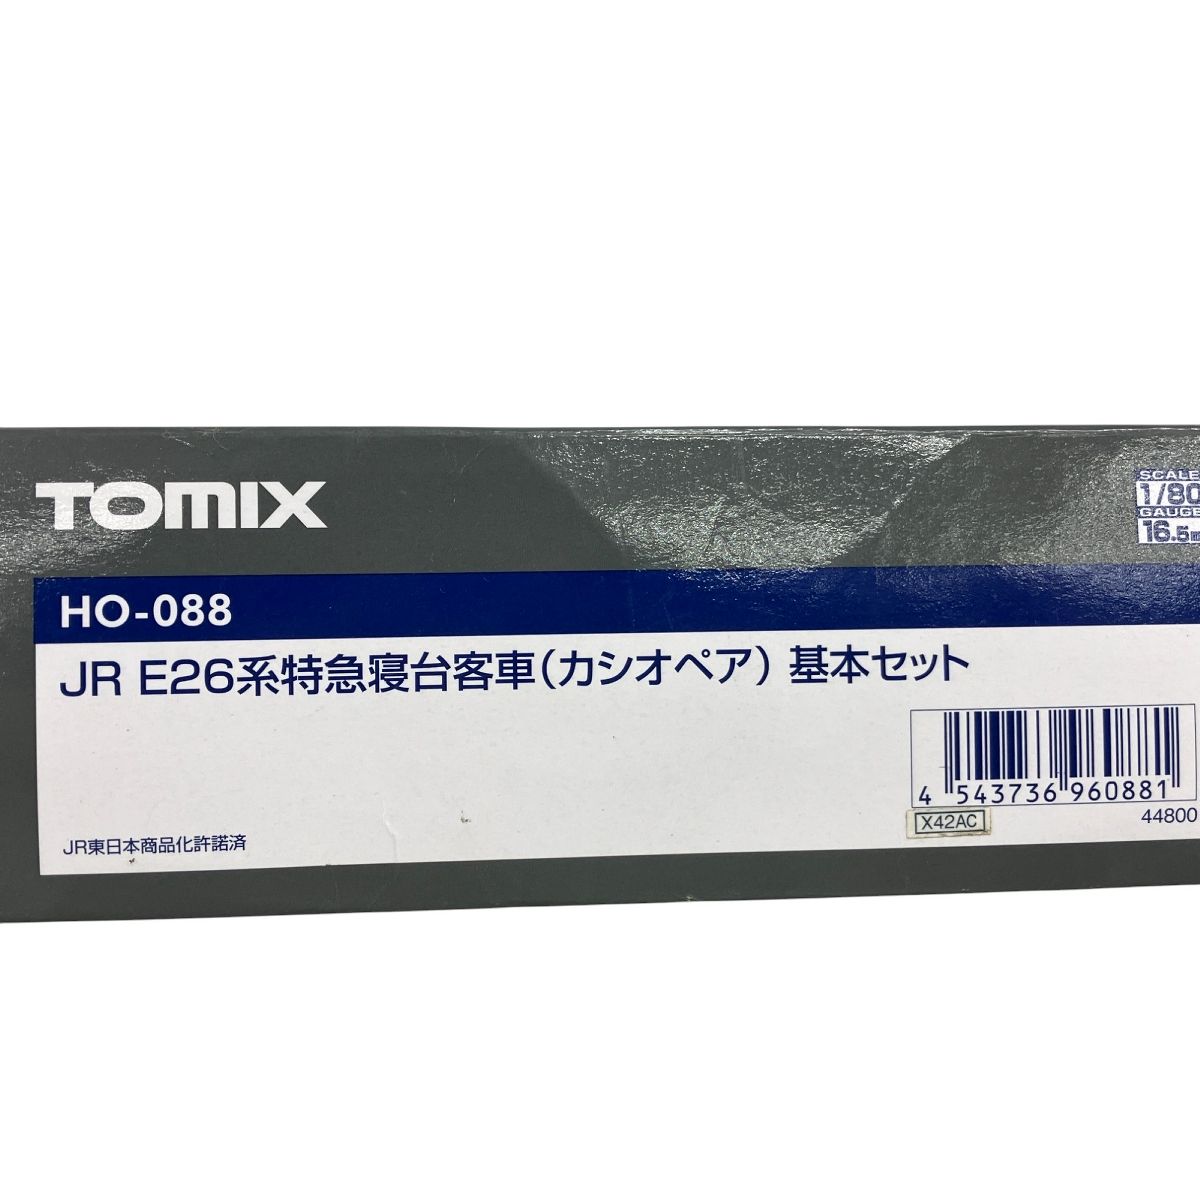 TOMIX
SCALE
1/80
GAUGE
16.5
HO-088
JR E26系特急寝台客車(カシオペア) 基本セット
4 543736 960881
X42AC
44800
JR東日本商品化許諾済